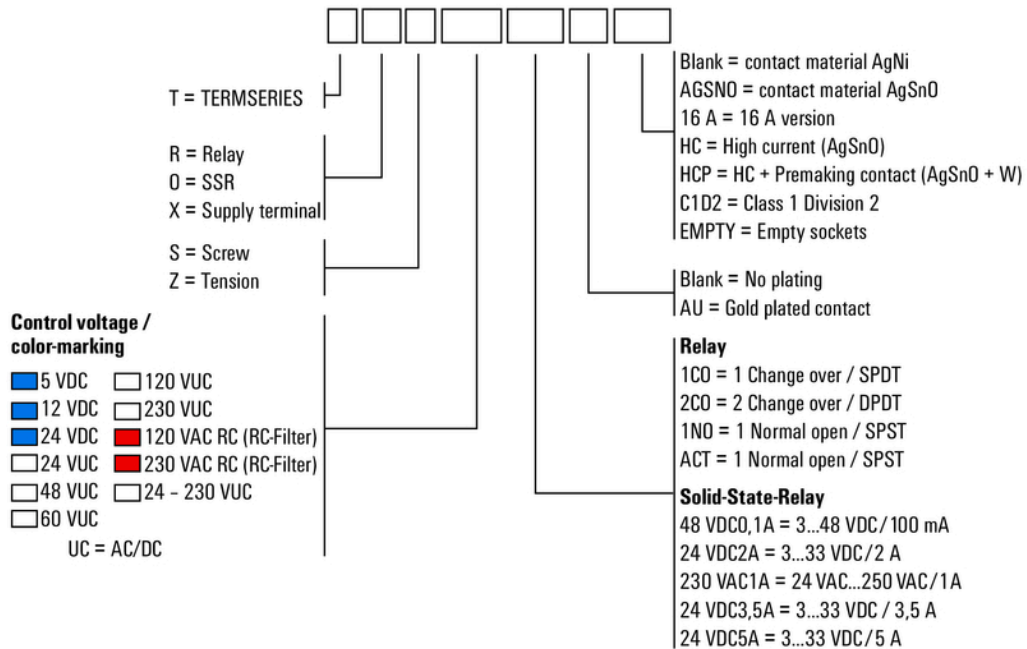 T = TERMSERIES
R = Relay
O = SSR
X = Supply terminal
S = Screw
Z = Tension
Control voltage /
color-marking
5 VDC
12 VDC
24 VDC
24 VUC
48 VUC
60 VUC
120 VUC
230 VUC
120 VAC RC (RC-Filter)
230 VAC RC (RC-Filter)
24 – 230 VUC
UC = AC/DC
Blank = contact material AgNi
AGSNO = contact material AgSnO
16 A = 16 A version
HC = High current (AgSnO)
HCP = HC + Premaking contact (AgSnO + W)
C1D2 = Class 1 Division 2
EMPTY = Empty sockets
Blank = No plating
AU = Gold plated contact
Relay
1CO = 1 Change over / SPDT
2CO = 2 Change over / DPDT
1NO = 1 Normal open / SPST
ACT = 1 Normal open / SPST
Solid-State-Relay
48 VDC0,1A = 3...48 VDC/100 mA
24 VDC2A = 3...33 VDC/2 A
230 VAC1A = 24 VAC...250 VAC/1A
24 VDC3,5A = 3...33 VDC / 3,5 A
24 VDC5A = 3...33 VDC/5 A